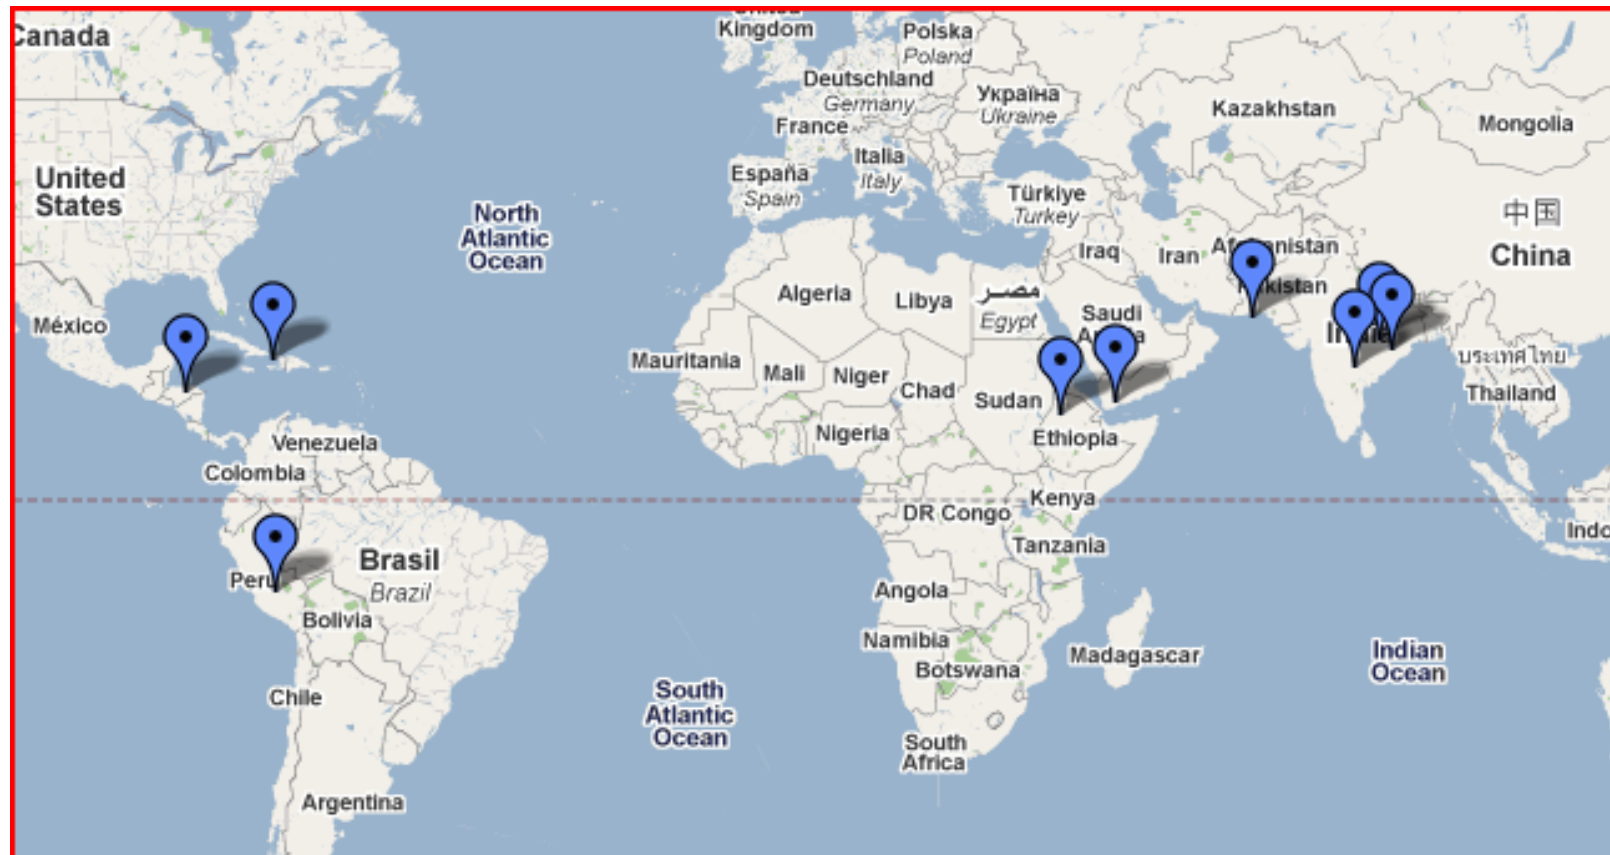 Canada
United
States
México
North
Atlantic
Ocean
Venezuela
Colombia
Peru
Brasil
Brazil
Bolivia
Chile
Argentina
South
Atlantic
Ocean
Kingdom
Polska
Poland
Deutschland
Germany
France
Україна
Ukraine
Italia
Italy
España
Spain
Türkiye
Turkey
Kazakhstan
Mongolia
Iraq
Iran
Pakistan
中国
China
Algeria
Libya
مصر
Egypt
Saudi
Mauritania
Mali
Niger
Chad
Sudan
Nigeria
Ethiopia
Kenya
DR Congo
Tanzania
Angola
Namibia
Botswana
Madagascar
South
Africa
ประเทศไทย
Thailand
Indo
Indian
Ocean